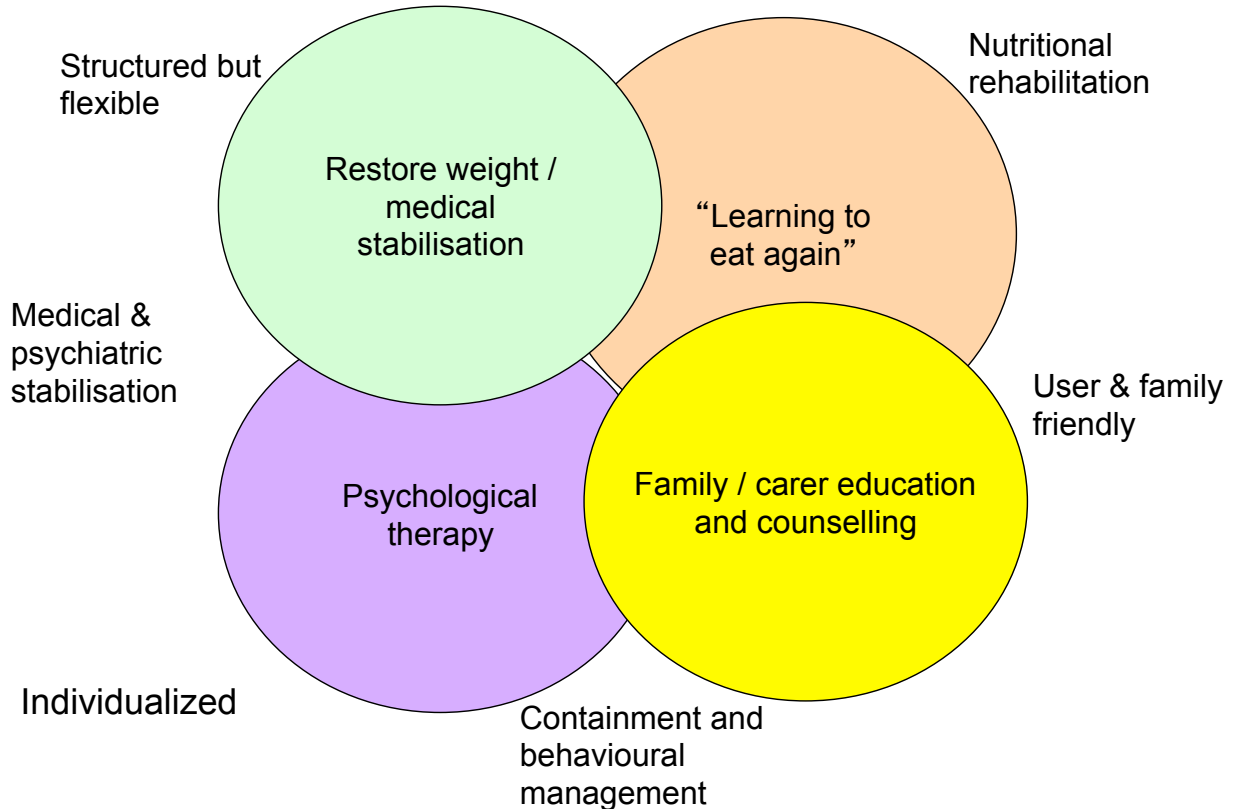 Structured but
flexible
Nutritional
rehabilitation
Restore weight /
medical
stabilisation
“Learning to
eat again”
Medical &
psychiatric
stabilisation
User & family
friendly
Psychological
therapy
Family / carer education
and counselling
Individualized
Containment and
behavioural
management